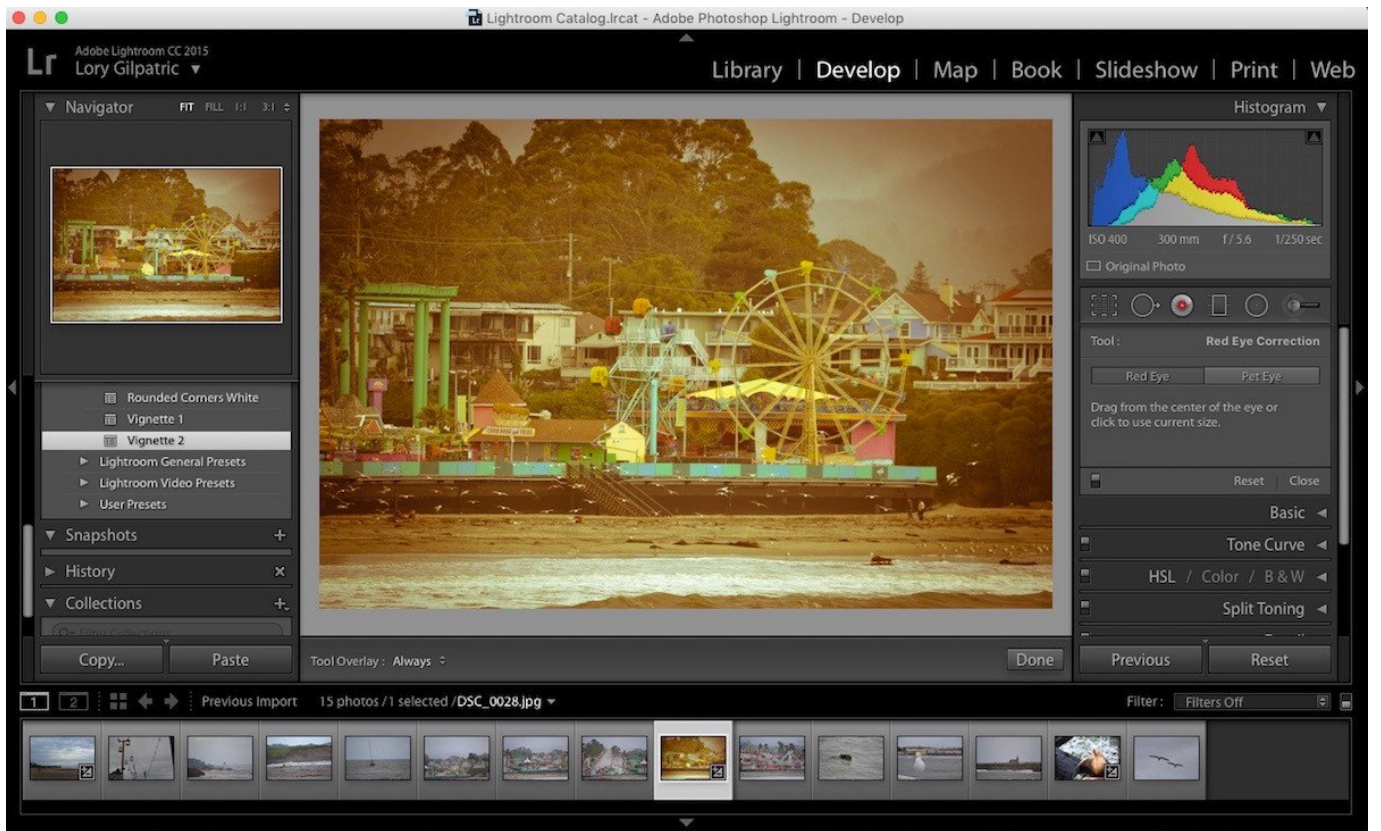 Lightroom Catalog.lrcat - Adobe Photoshop Lightroom - Develop
Lr
Adobe Lightroom CC 2015
Lory Gilpatric
Library | Develop | Map | Book | Slideshow | Print | Web
Navigator FIT FILL 1:1 3:1
Rounded Corners White
Vignette 1
Vignette 2
Lightroom General Presets
Lightroom Video Presets
User Presets
Snapshots +
History ×
Collections +
Filter Collections
Copy... Paste
Tool Overlay : Always
Done
Histogram
ISO 400 300 mm f / 5.6 1/250 sec
Original Photo
Tool : Red Eye Correction
Red Eye Pet Eye
Drag from the center of the eye or
click to use current size.
Reset Close
Basic
Tone Curve
HSL / Color / B & W
Split Toning
Previous Reset
1 2 Previous Import 15 photos / 1 selected / DSC_0028.jpg
Filter : Filters Off